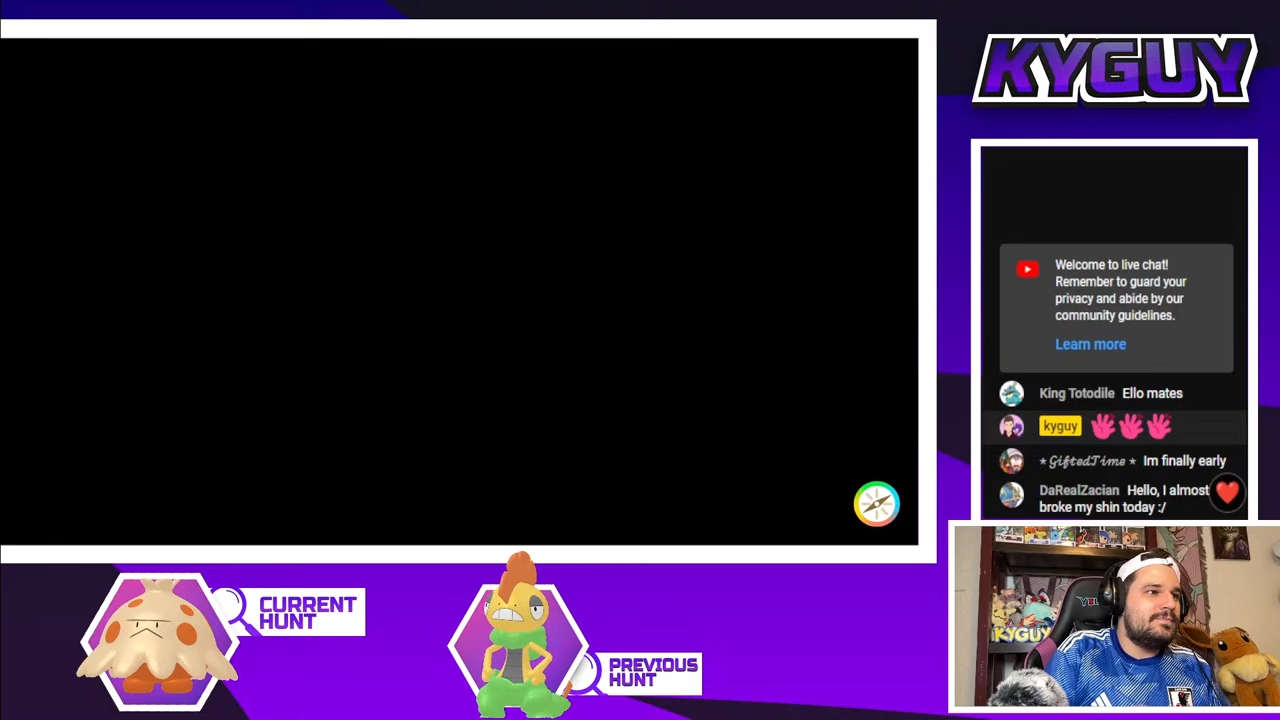 KYGUY
Welcome to live chat!
Remember to guard your
privacy and abide by our
community guidelines.
Learn more
King Totodile Ello mates
kyguy
⋆ 𝓖𝓲𝓯𝓽𝓮𝓭𝓣𝓲𝓶𝓮 ⋆ Im finally early
DaRealZacian Hello, I almost
broke my shin today :/
CURRENT
HUNT
PREVIOUS
HUNT
KYGUY